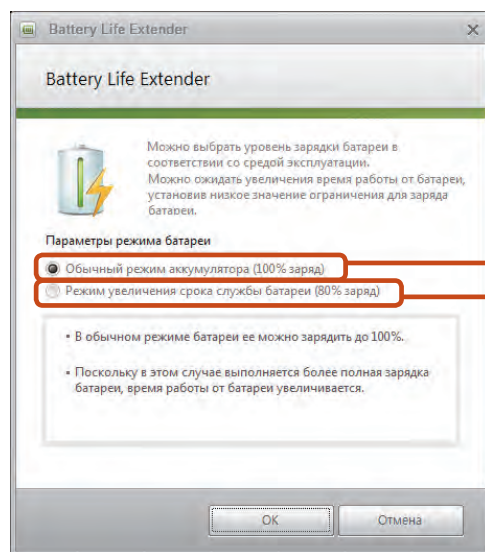 Battery Life Extender
Battery Life Extender
Можно выбрать уровень зарядки батареи в
соответствии со средой эксплуатации.
Можно ожидать увеличения время работы от батареи,
установив низкое значение ограничения для заряда
батареи.
Параметры режима батареи
Обычный режим аккумулятора (100% заряд)
Режим увеличения срока службы батареи (80% заряд)
• В обычном режиме батареи ее можно зарядить до 100%.
• Поскольку в этом случае выполняется более полная зарядка
батареи, время работы от батареи увеличивается.
OK
Отмена